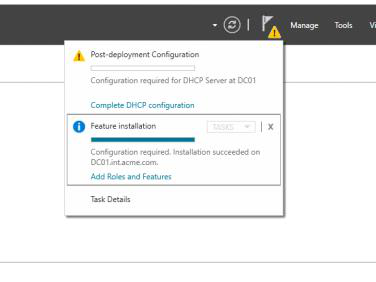 Manage Tools
Post-deployment Configuration
Configuration required for DHCP Server at DC01
Complete DHCP configuration
Feature installation
TASKS
X
Configuration required. Installation succeeded on
DC01.int.acme.com.
Add Roles and Features
Task Details